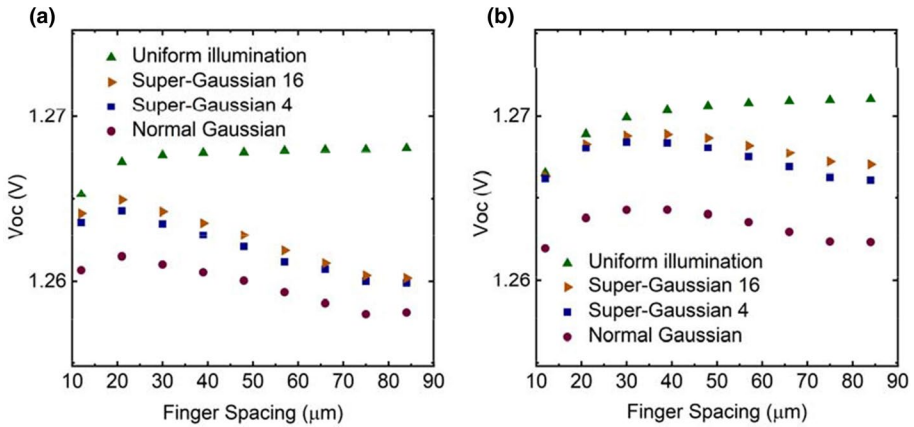 (a)
Uniform illumination
Super-Gaussian 16
Super-Gaussian 4
Normal Gaussian
1.27
1.26
Voc (V)
10 20 30 40 50 60 70 80 90
Finger Spacing (μm)
(b)
1.27
1.26
Voc (V)
Uniform illumination
Super-Gaussian 16
Super-Gaussian 4
Normal Gaussian
10 20 30 40 50 60 70 80 90
Finger Spacing (μm)